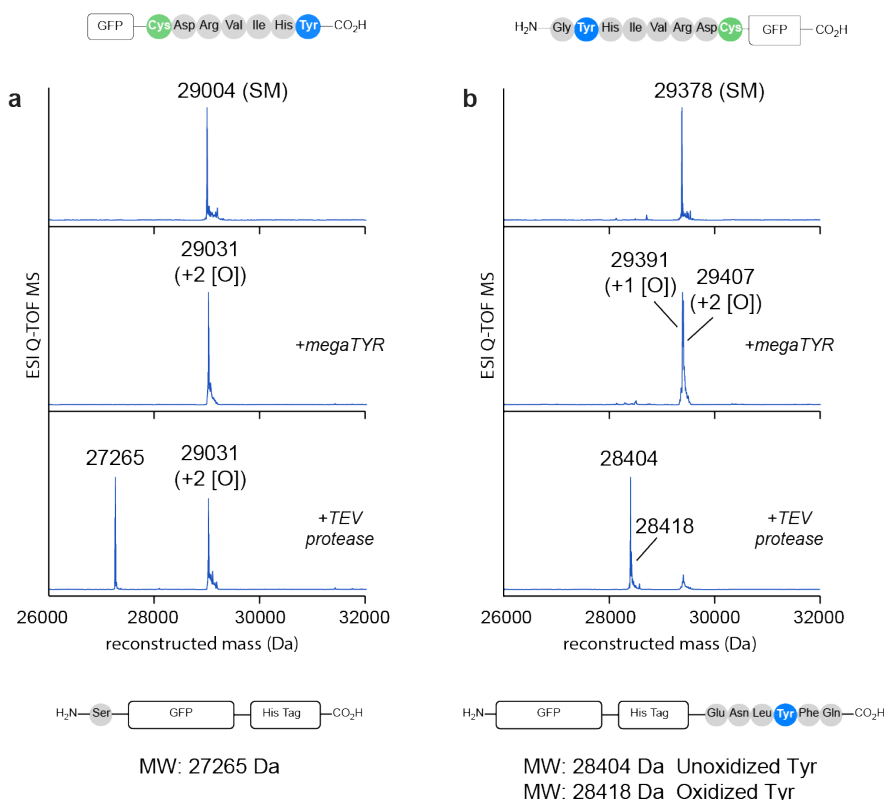 GFP Cys Asp Arg Val Ile His Tyr CO₂H
H₂N Gly Tyr His Ile Val Arg Asp Cys GFP CO₂H
a
29004 (SM)
29031
(+2 [O])
+megaTYR
27265
29031
(+2 [O])
+TEV
protease
ESI Q-TOF MS
26000 28000 30000 32000
reconstructed mass (Da)
H₂N Ser GFP His Tag CO₂H
MW: 27265 Da
b
29378 (SM)
29391
(+1 [O])
29407
(+2 [O])
+megaTYR
28404
28418
+TEV
protease
ESI Q-TOF MS
26000 28000 30000 32000
reconstructed mass (Da)
H₂N GFP His Tag Glu Asn Leu Tyr Phe Gln CO₂H
MW: 28404 Da Unoxidized Tyr
MW: 28418 Da Oxidized Tyr